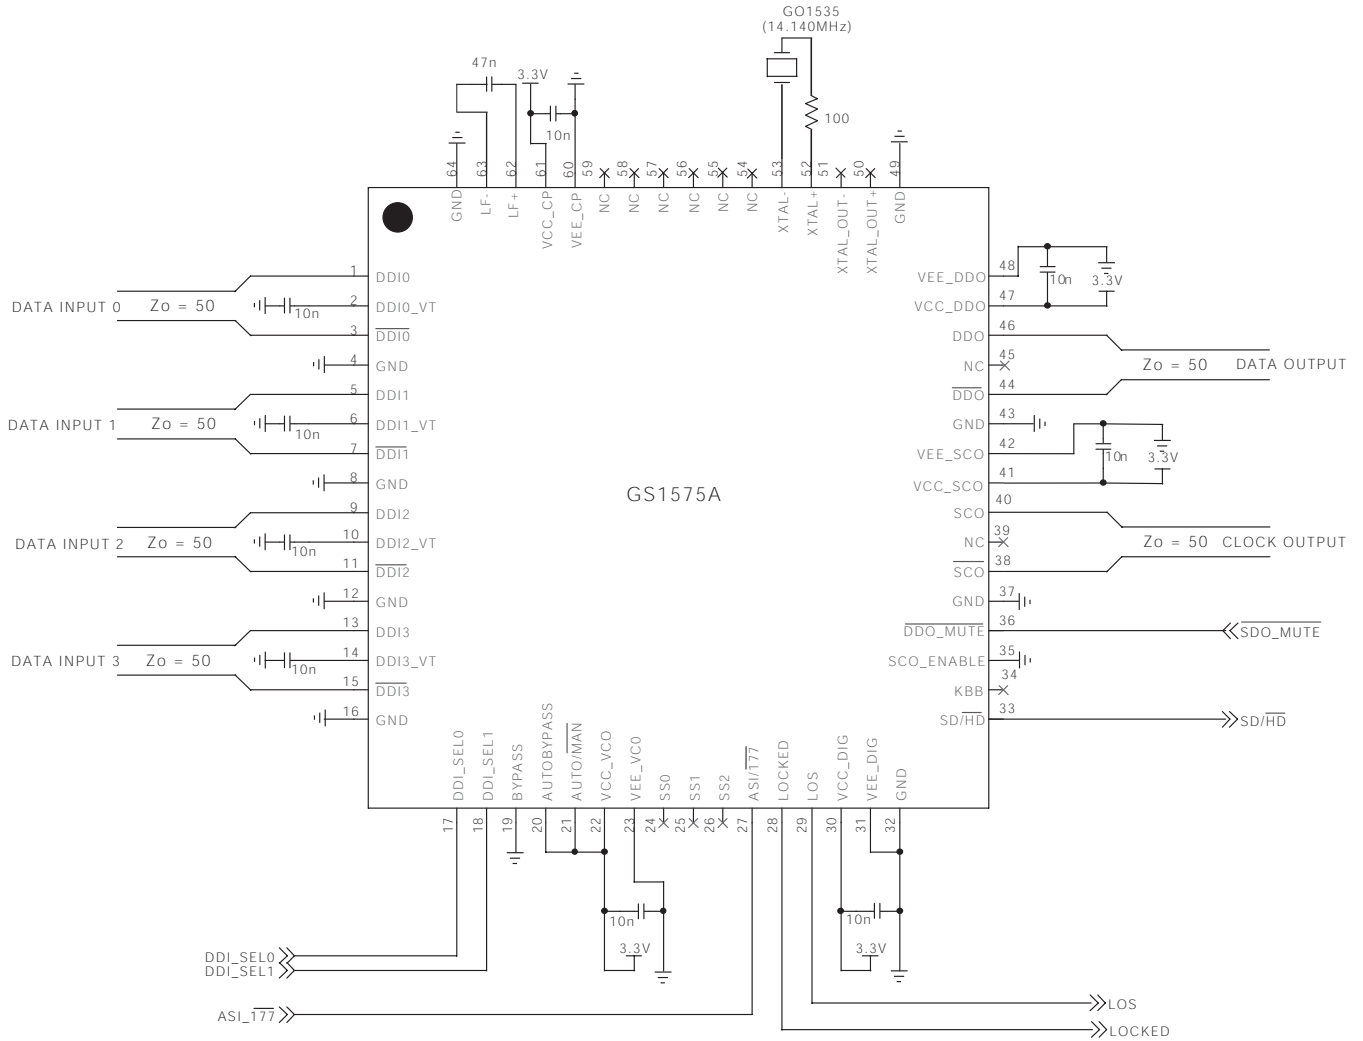 GO1535
(14.140MHz)
47n
3.3V
10n
100
64 63 62 61 60 59 58 57 56 55 54 53 52 51 50 49
GND
LF-
LF+
VCC_CP
VEE_CP
NC
NC
NC
NC
NC
NC
XTAL-
XTAL+
XTAL_OUT-
XTAL_OUT+
GND
DATA INPUT 0 Zo = 50
10n
1 DDI0
2 DDI0_VT
3 DDI0
4 GND
DATA INPUT 1 Zo = 50
10n
5 DDI1
6 DDI1_VT
7 DDI1
8 GND
DATA INPUT 2 Zo = 50
10n
9 DDI2
10 DDI2_VT
11 DDI2
12 GND
DATA INPUT 3 Zo = 50
10n
13 DDI3
14 DDI3_VT
15 DDI3
16 GND
GS1575A
VEE_DDO 48
10n
3.3V
VCC_DDO 47
DDO 46
NC 45
Zo = 50 DATA OUTPUT
DDO 44
GND 43
VEE_SCO 42
10n
3.3V
VCC_SCO 41
SCO 40
NC 39
Zo = 50 CLOCK OUTPUT
SCO 38
GND 37
DDO_MUTE 36 SDO_MUTE
SCO_ENABLE 35
KBB 34
SD/HD 33 SD/HD
DDI_SEL0
DDI_SEL1
BYPASS
AUTOBYPASS
AUTO/MAN
VCC_VCO
VEE_VC0
SS0
SS1
SS2
ASI/177
LOCKED
LOS
VCC_DIG
VEE_DIG
GND
17 18 19 20 21 22 23 24 25 26 27 28 29 30 31 32
10n
3.3V
10n
3.3V
DDI_SEL0
DDI_SEL1
ASI_177
LOS
LOCKED